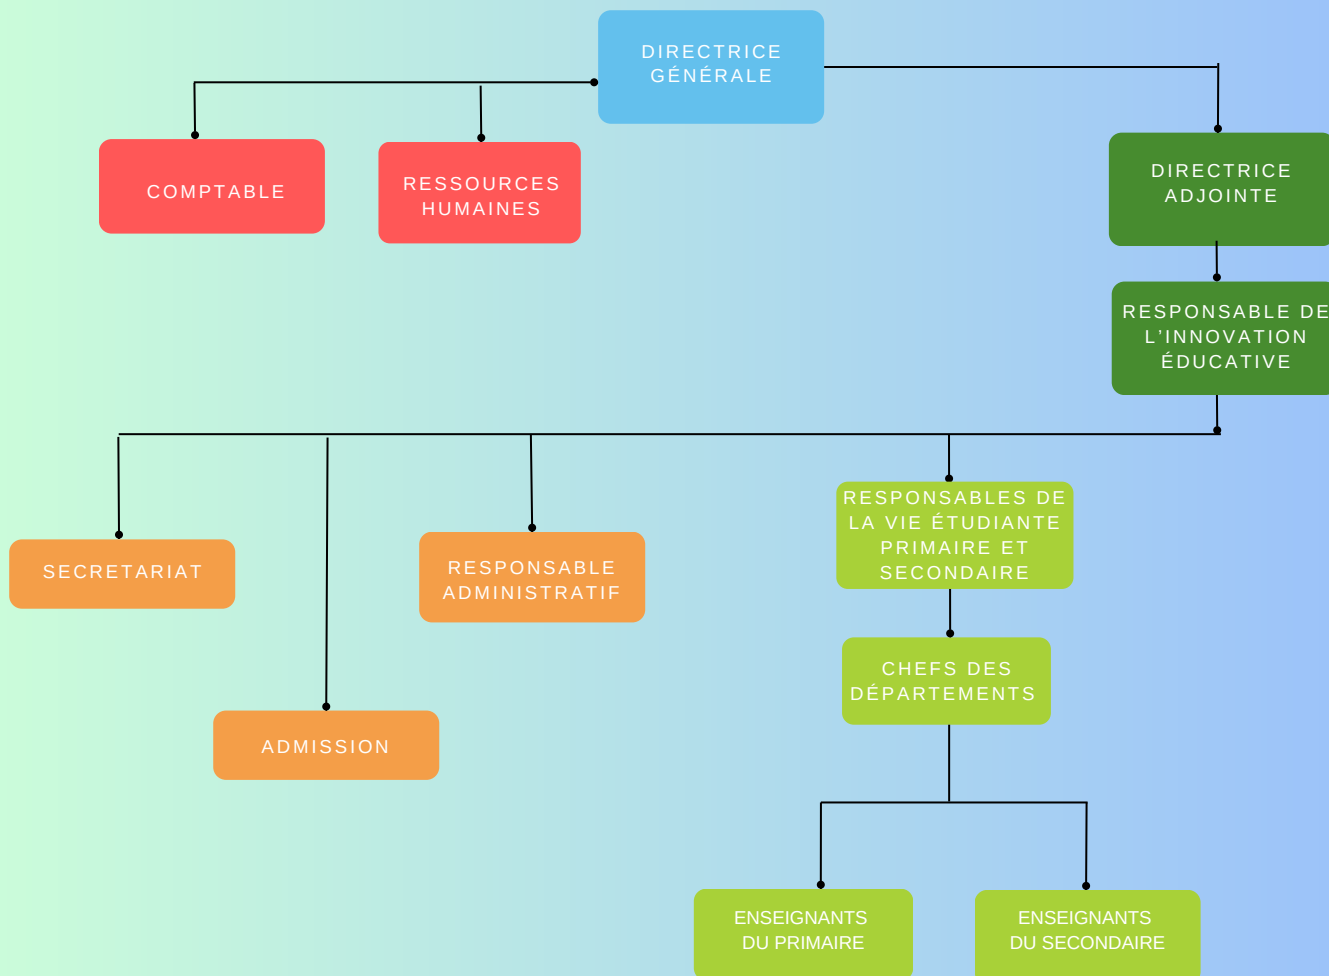 DIRECTRICE
GÉNÉRALE
COMPTABLE
RESSOURCES
HUMAINES
DIRECTRICE
ADJOINTE
RESPONSABLE DE
L’INNOVATION
ÉDUCATIVE
SECRETARIAT
RESPONSABLE
ADMINISTRATIF
RESPONSABLES DE
LA VIE ÉTUDIANTE
PRIMAIRE ET
SECONDAIRE
ADMISSION
CHEFS DES
DÉPARTEMENTS
ENSEIGNANTS
DU PRIMAIRE
ENSEIGNANTS
DU SECONDAIRE